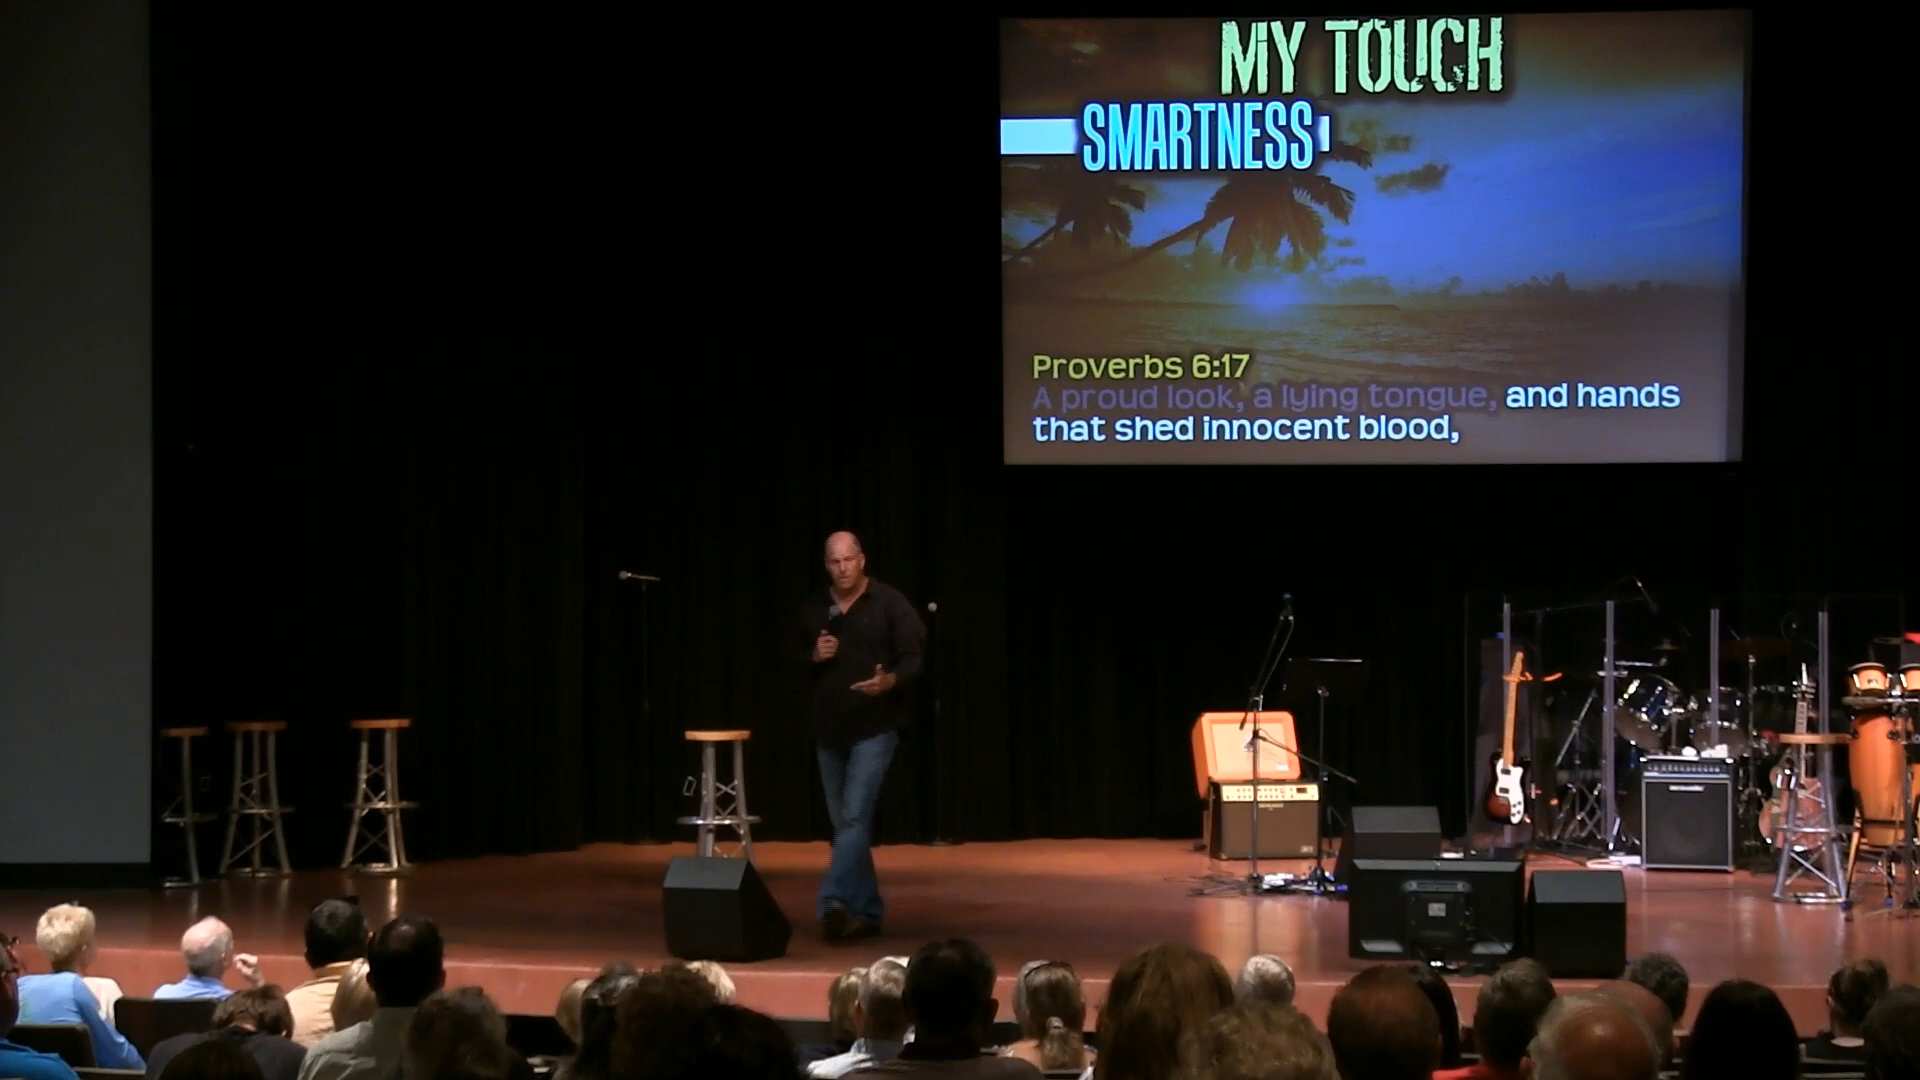 MY TOUCH
SMARTNESS
Proverbs 6:17
A proud look, a lying tongue, and hands
that shed innocent blood,